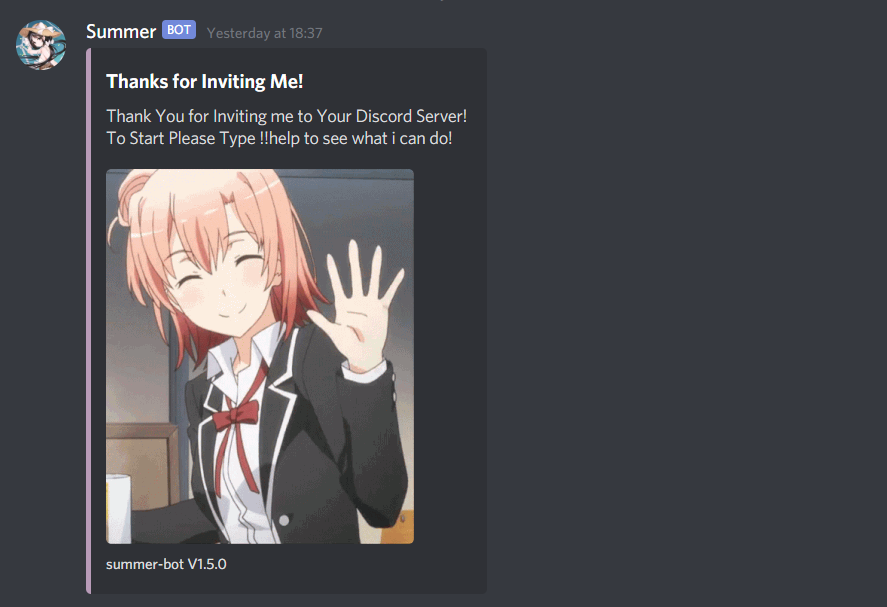 Summer BOT Yesterday at 18:37
Thanks for Inviting Me!
Thank You for Inviting me to Your Discord Server!
To Start Please Type !!help to see what i can do!
summer-bot V1.5.0